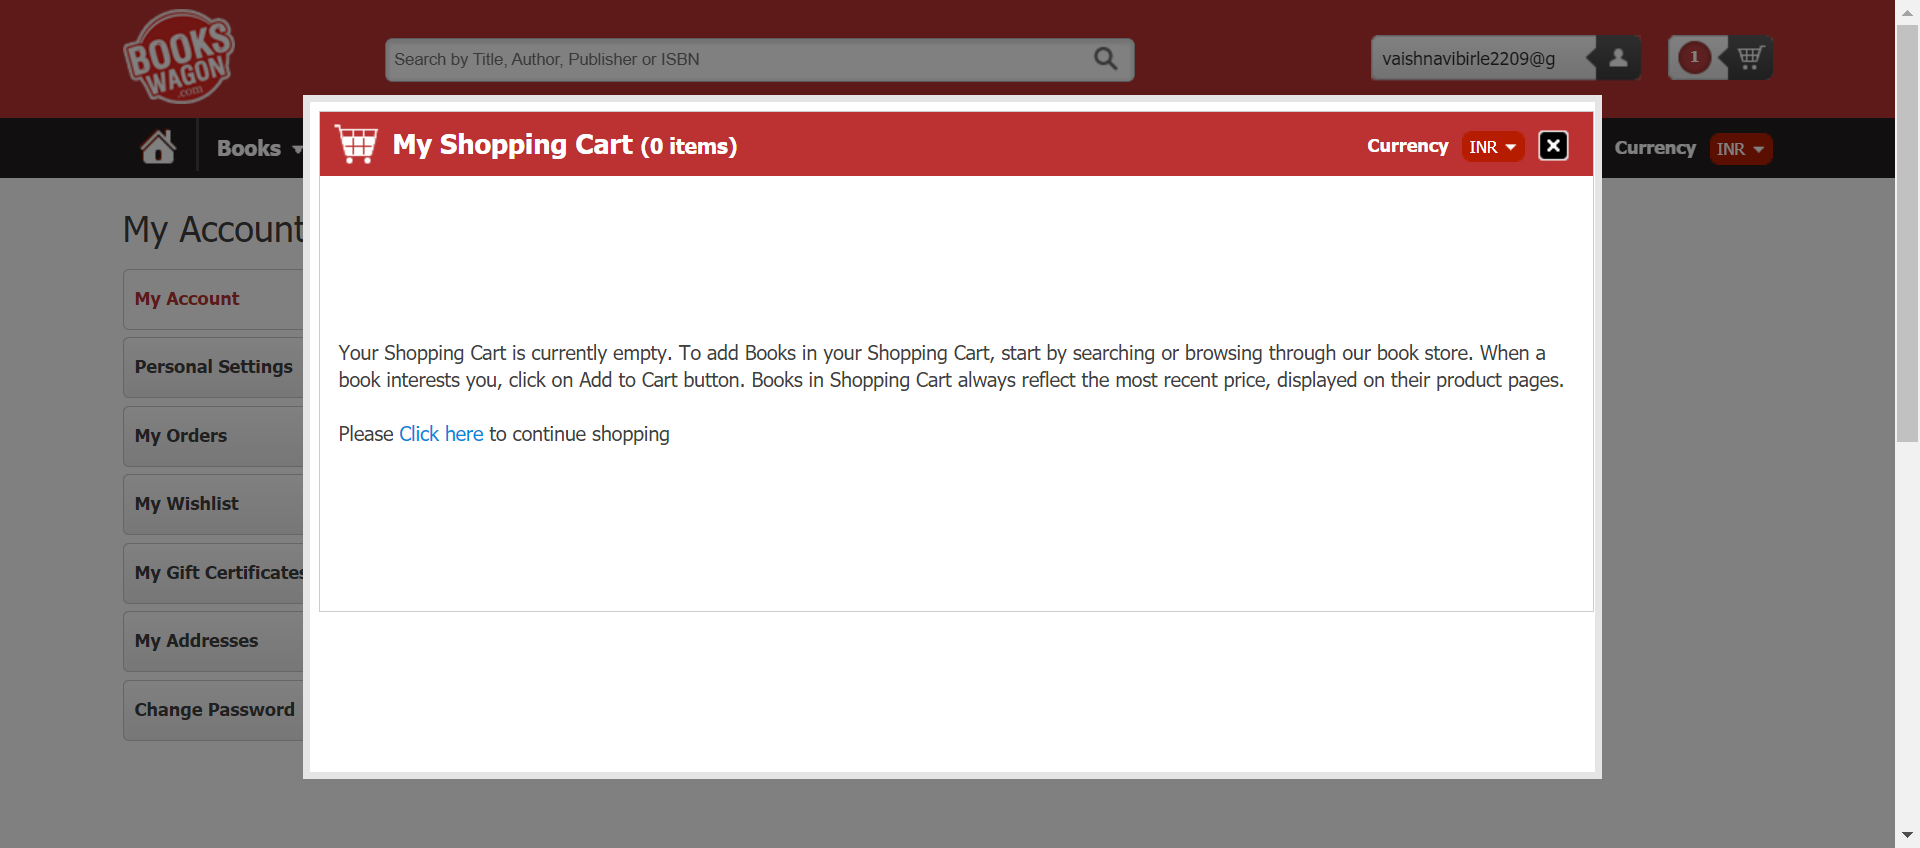 BOOKS
WAGON
.com
Search by Title, Author, Publisher or ISBN
vaishnavibirle2209@g
1
Books
Currency INR
My Shopping Cart (0 items)
Currency INR
My Account
My Account
Personal Settings
My Orders
My Wishlist
My Gift Certificates
My Addresses
Change Password
Your Shopping Cart is currently empty. To add Books in your Shopping Cart, start by searching or browsing through our book store. When a
book interests you, click on Add to Cart button. Books in Shopping Cart always reflect the most recent price, displayed on their product pages.
Please Click here to continue shopping